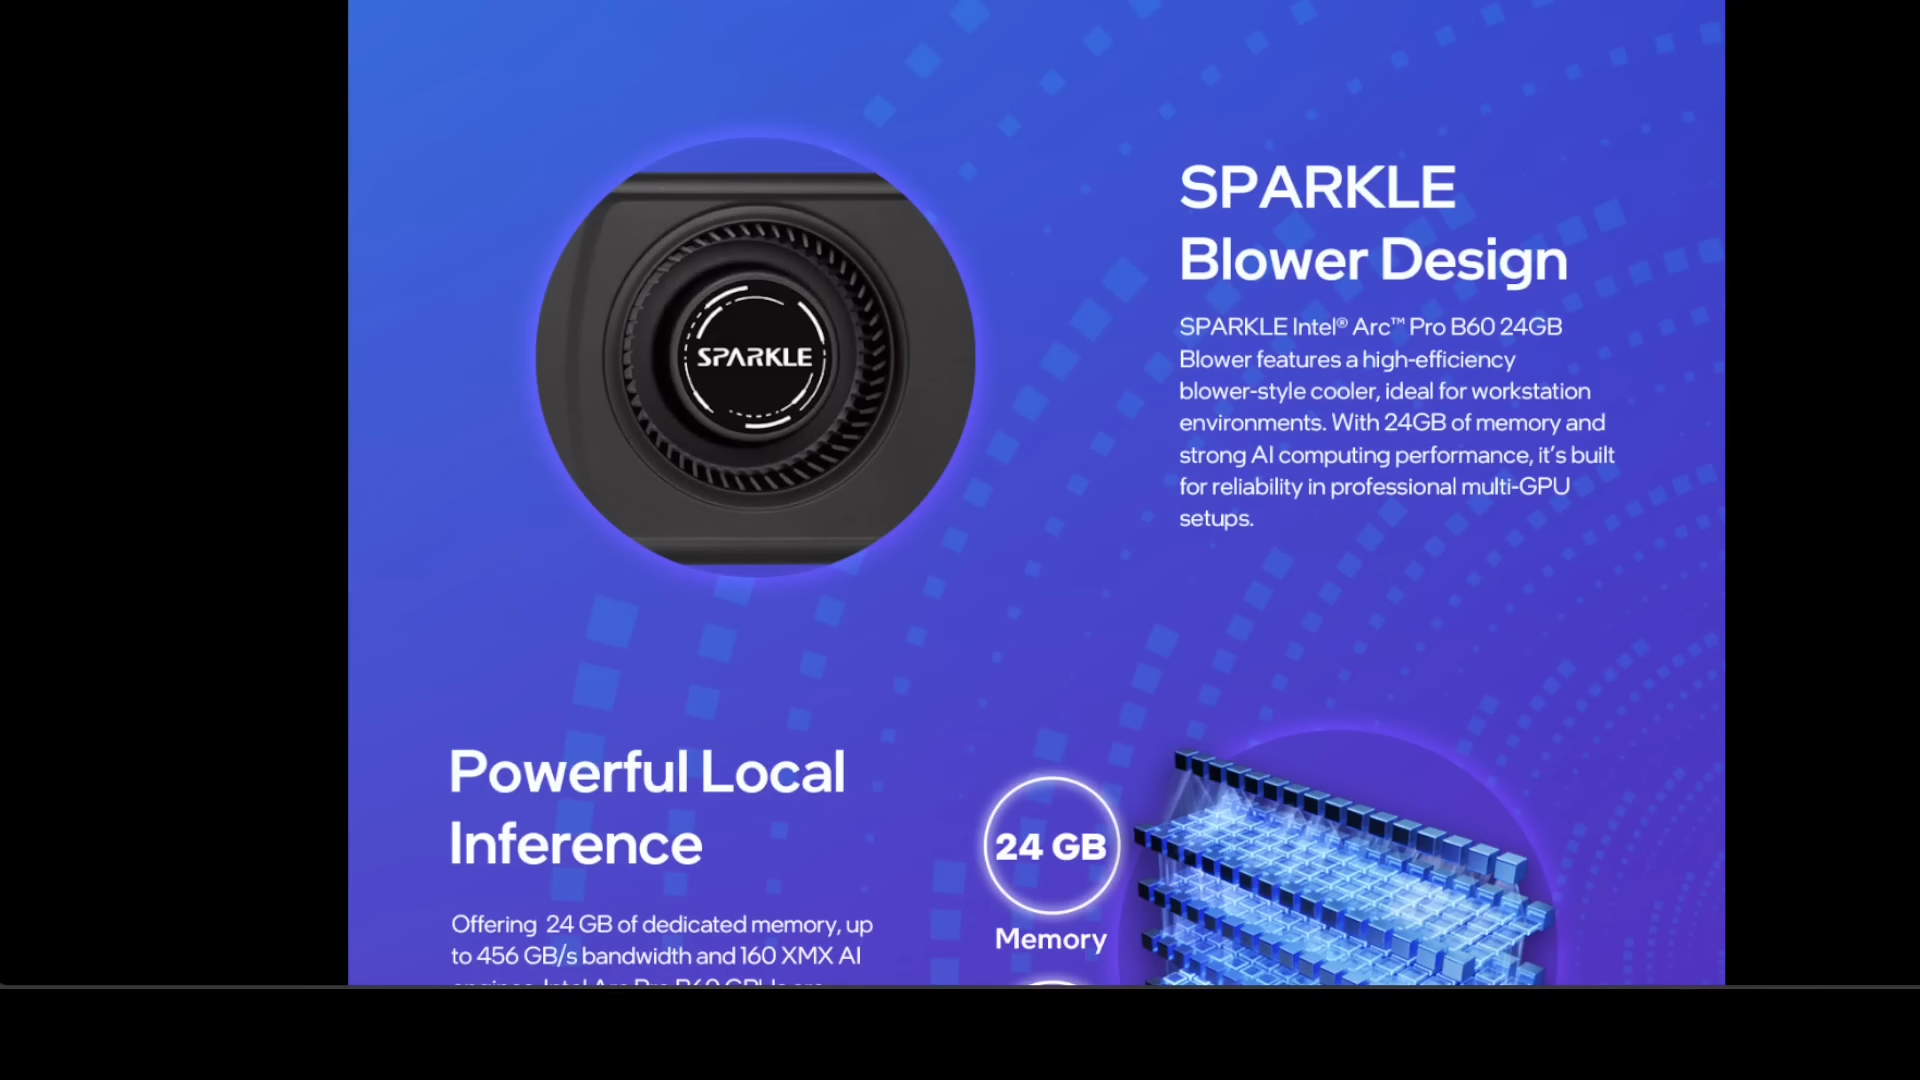 SPARKLE
SPARKLE
Blower Design
SPARKLE Intel® Arc™ Pro B60 24GB
Blower features a high-efficiency
blower-style cooler, ideal for workstation
environments. With 24GB of memory and
strong AI computing performance, it's built
for reliability in professional multi-GPU
setups.
Powerful Local
Inference
Offering 24 GB of dedicated memory, up
to 456 GB/s bandwidth and 160 XMX AI
24 GB
Memory